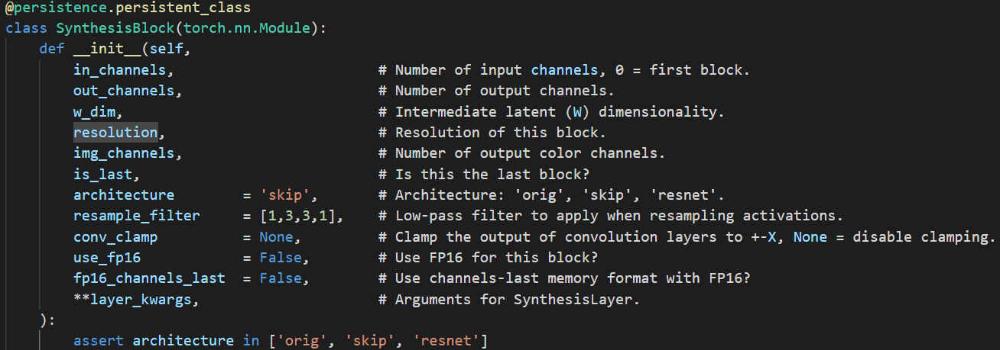 @persistence.persistent_class
class SynthesisBlock(torch.nn.Module):
    def __init__(self,
        in_channels,                        # Number of input channels, 0 = first block.
        out_channels,                       # Number of output channels.
        w_dim,                              # Intermediate latent (W) dimensionality.
        resolution,                         # Resolution of this block.
        img_channels,                       # Number of output color channels.
        is_last,                            # Is this the last block?
        architecture        = 'skip',       # Architecture: 'orig', 'skip', 'resnet'.
        resample_filter     = [1,3,3,1],    # Low-pass filter to apply when resampling activations.
        conv_clamp          = None,         # Clamp the output of convolution layers to +-X, None = disable clamping.
        use_fp16            = False,        # Use FP16 for this block?
        fp16_channels_last  = False,        # Use channels-last memory format with FP16?
        **layer_kwargs,                     # Arguments for SynthesisLayer.
    ):
        assert architecture in ['orig', 'skip', 'resnet']